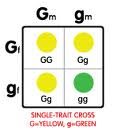 Gm gm
Gf GG Gg
gf Gg gg
SINGLE-TRAIT CROSS
G=YELLOW, g=GREEN